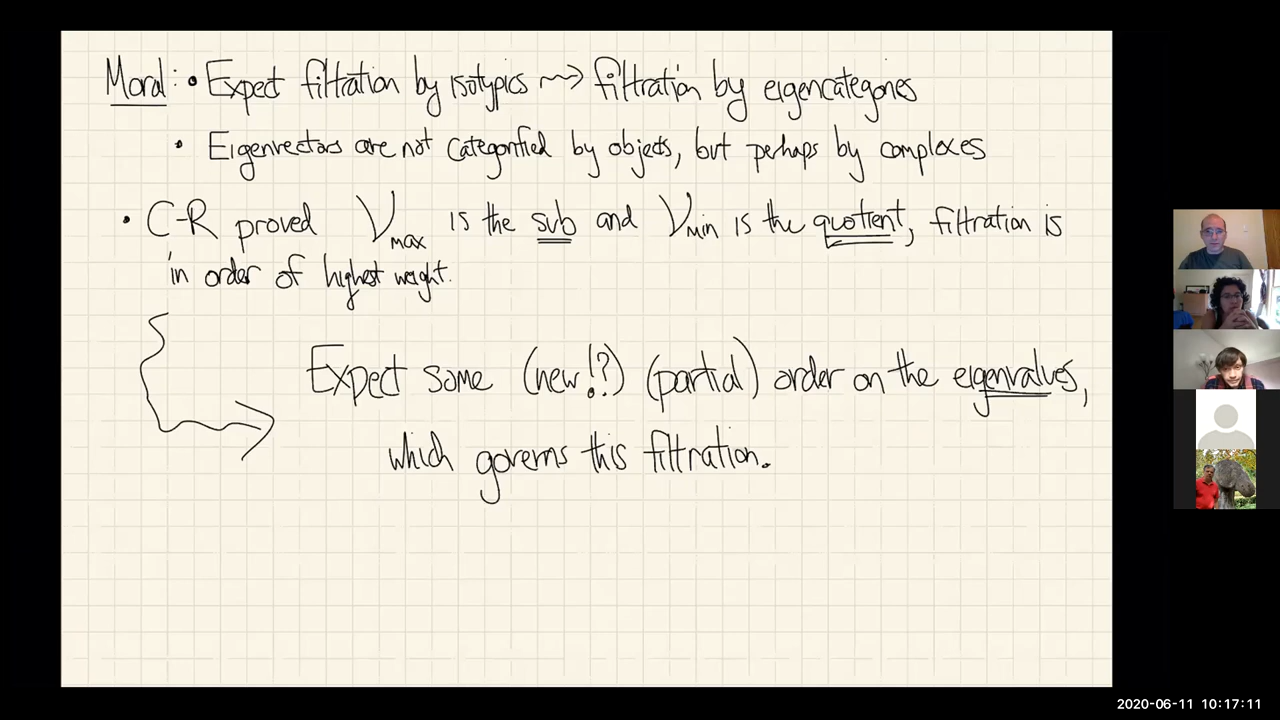 Moral: • Expect filtration by isotypics ⇝ filtration by eigencategories
• Eigenvectors are not categorified by objects, but perhaps by complexes
• C-R proved V_max is the sub and V_min is the quotient, filtration is
in order of highest weight.
Expect some (new!?) (partial) order on the eigenvalues,
which governs this filtration.
2020-06-11 10:17:11